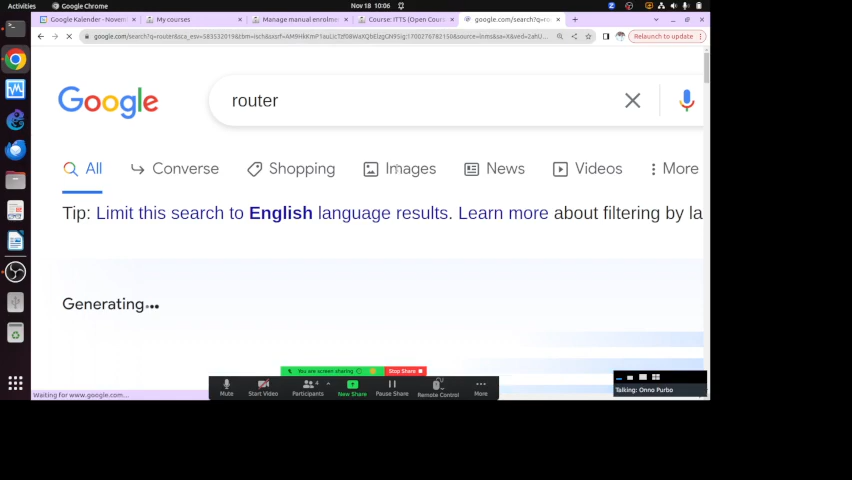 Activities
Google Chrome
Nov 18 10:06
Google Kalender - Novem
My courses
Manage manual enrolme
Course: ITTS (Open Cours
google.com/search?q=ro
Relaunch to update
Google
router
All
Converse
Shopping
Images
News
Videos
More
Tip: Limit this search to English language results. Learn more about filtering by la
Generating...
You are screen sharing
Stop Share
Mute
Start Video
Participants
4
New Share
Pause Share
Remote Control
More
Talking: Onno Purbo
Waiting for www.google.com...